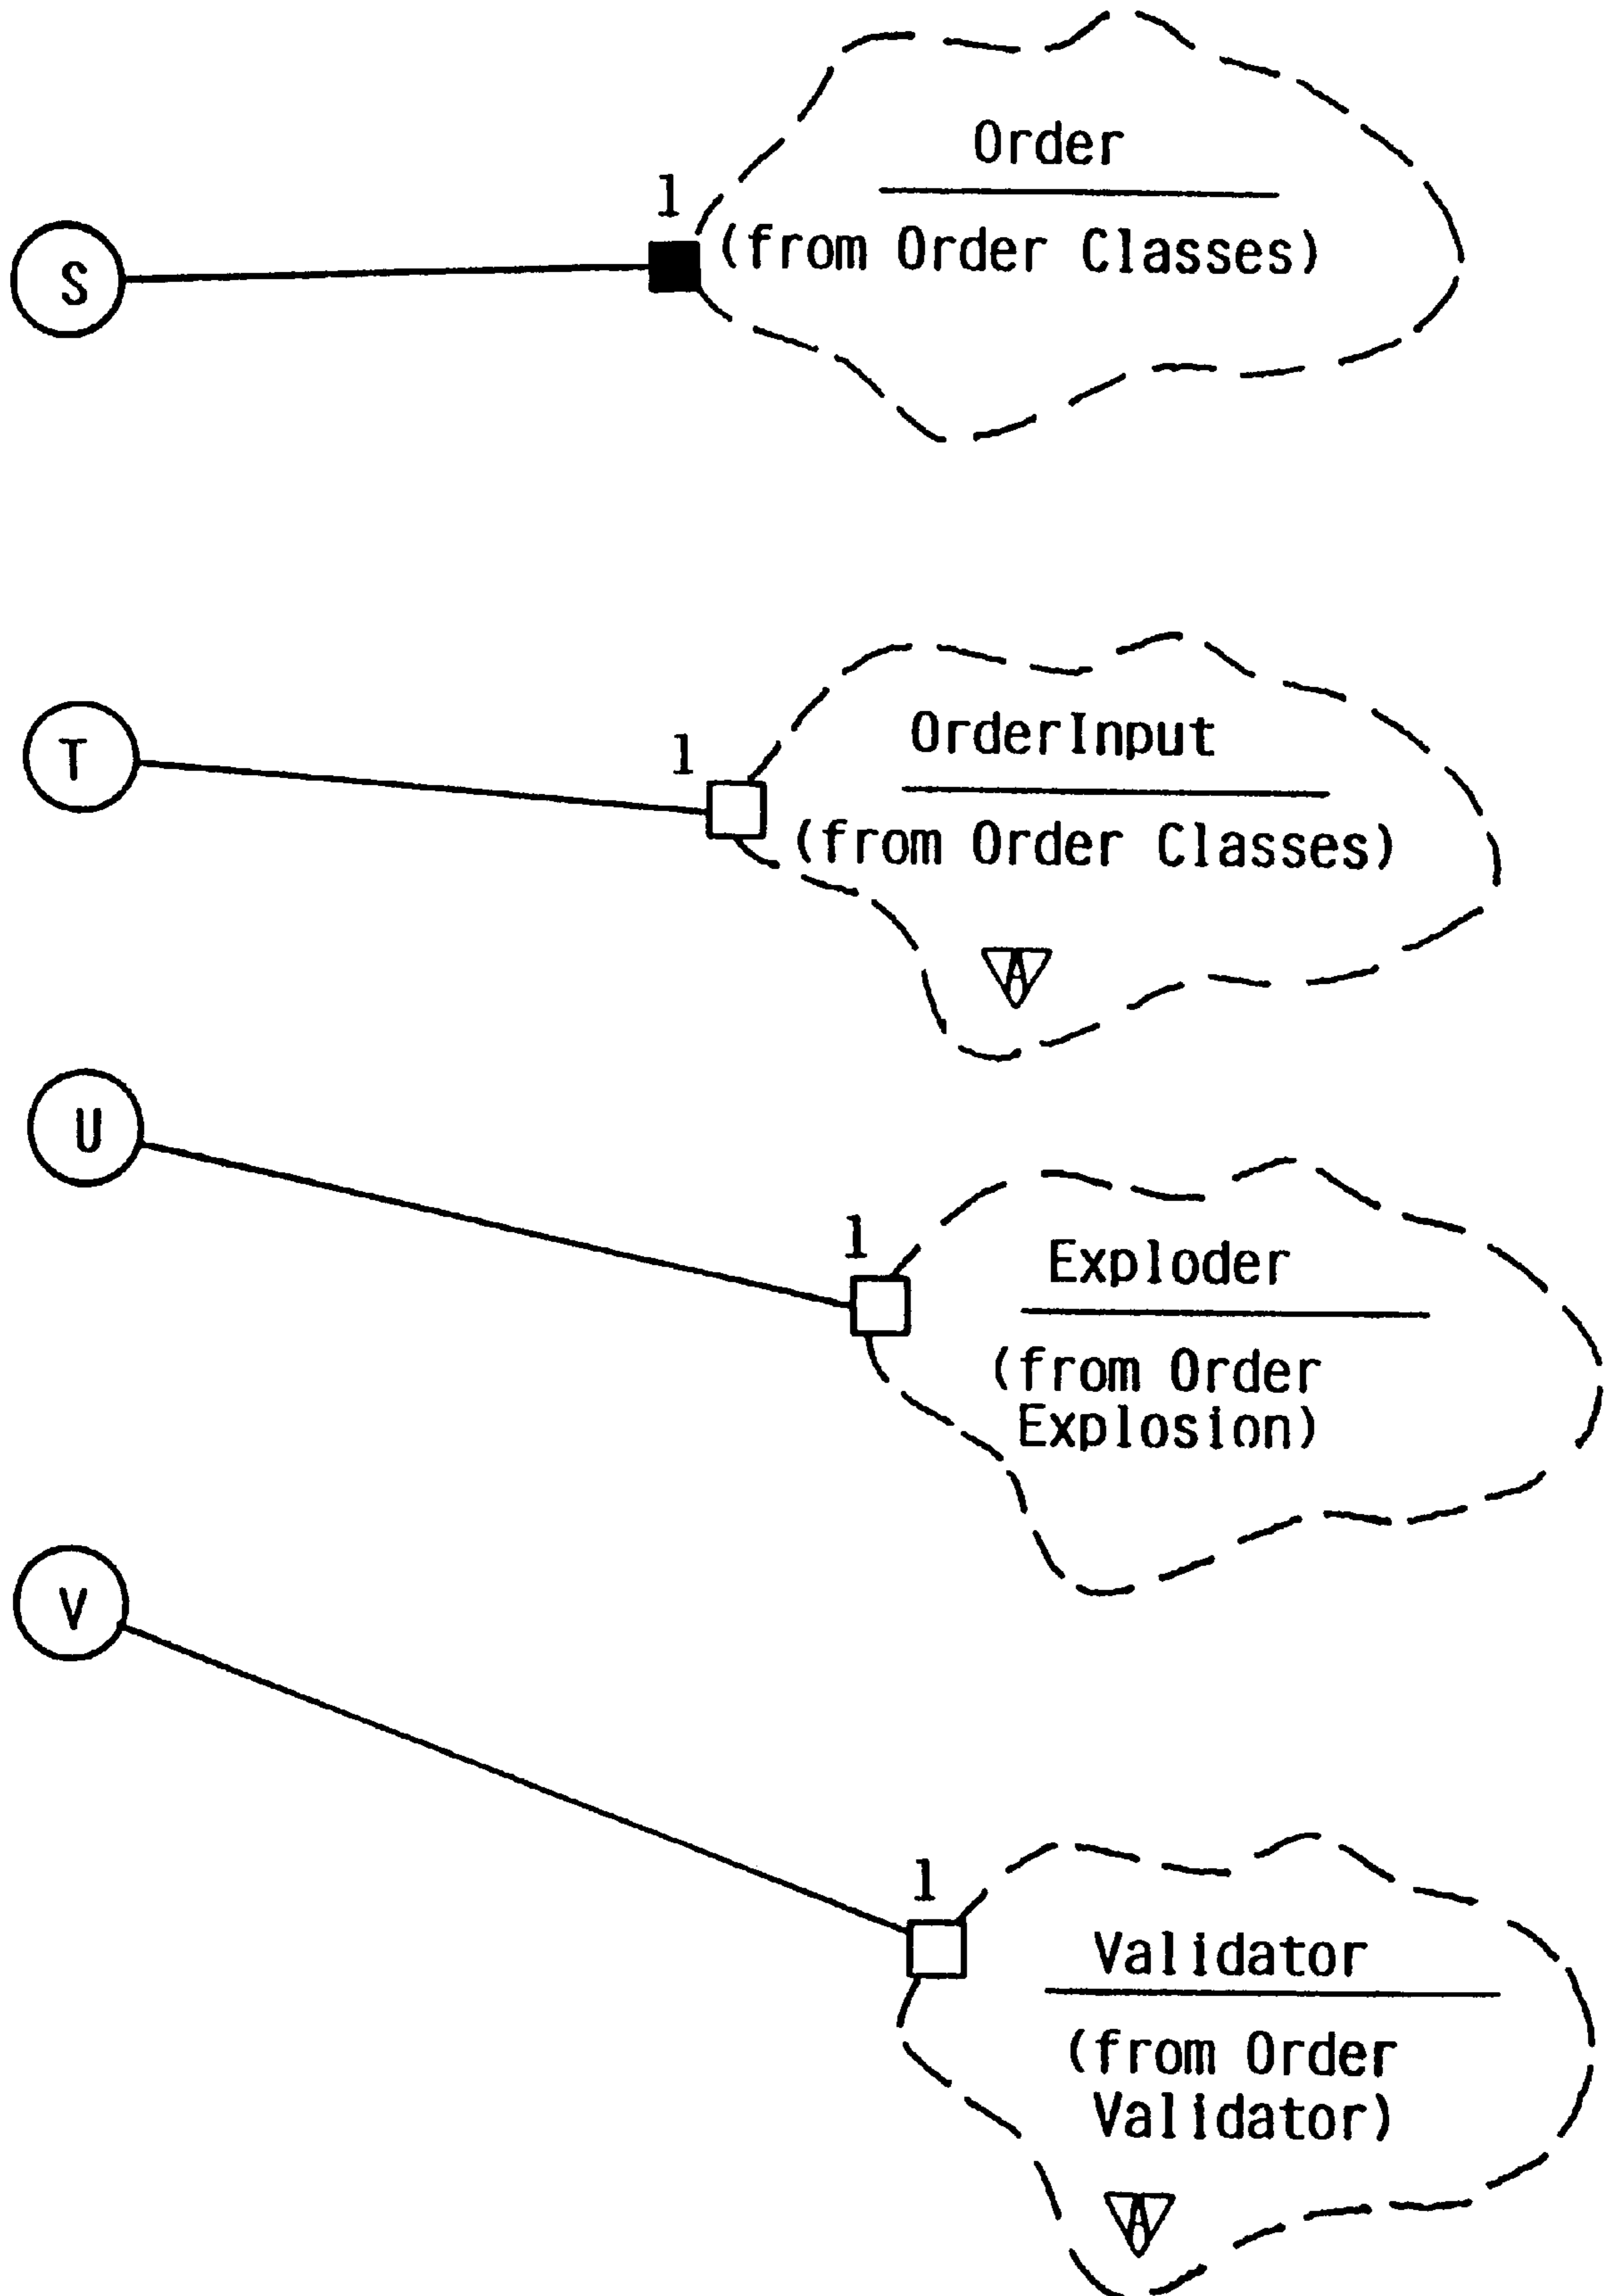 1
Order
S
(from Order Classes)
OrderInput
T
1
(from Order Classes)
A
U
1
Exploder
(from Order
Explosion)
V
1
Validator
(from Order
Validator)
A